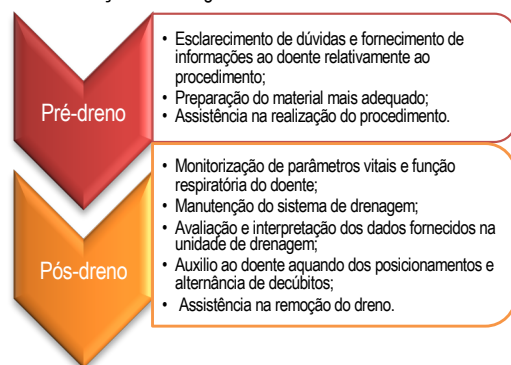 Pré-dreno
• Esclarecimento de dúvidas e fornecimento de
informações ao doente relativamente ao
procedimento;
• Preparação do material mais adequado;
• Assistência na realização do procedimento.
Pós-dreno
• Monitorização de parâmetros vitais e função
respiratória do doente;
• Manutenção do sistema de drenagem;
• Avaliação e interpretação dos dados fornecidos na
unidade de drenagem;
• Auxilio ao doente aquando dos posicionamentos e
alternância de decúbitos;
• Assistência na remoção do dreno.